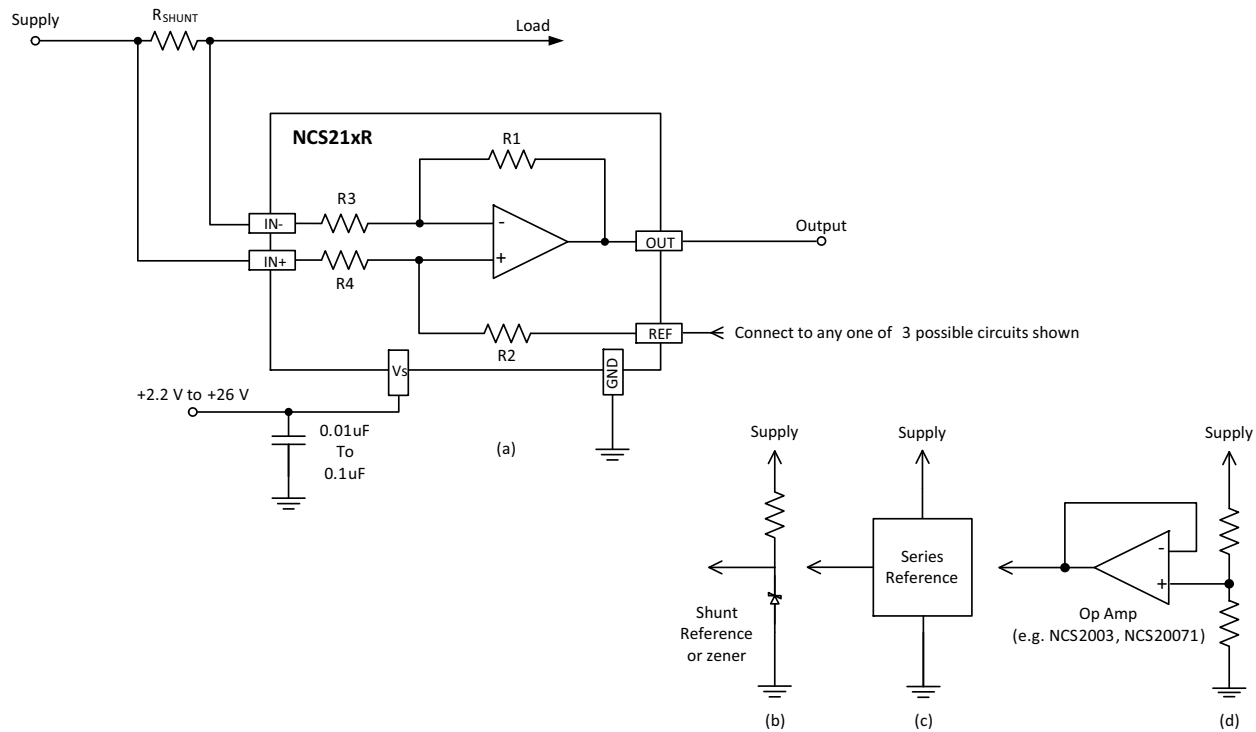 Supply
RSHUNT
Load
NCS21xR
R1
R3
IN-
-
OUT
Output
IN+
+
R4
REF
Connect to any one of 3 possible circuits shown
R2
Vs
GND
+2.2 V to +26 V
0.01uF
To
0.1uF
(a)
Supply
Supply
Supply
Series
Reference
-
+
Shunt
Reference
or zener
Op Amp
(e.g. NCS2003, NCS20071)
(b)
(c)
(d)